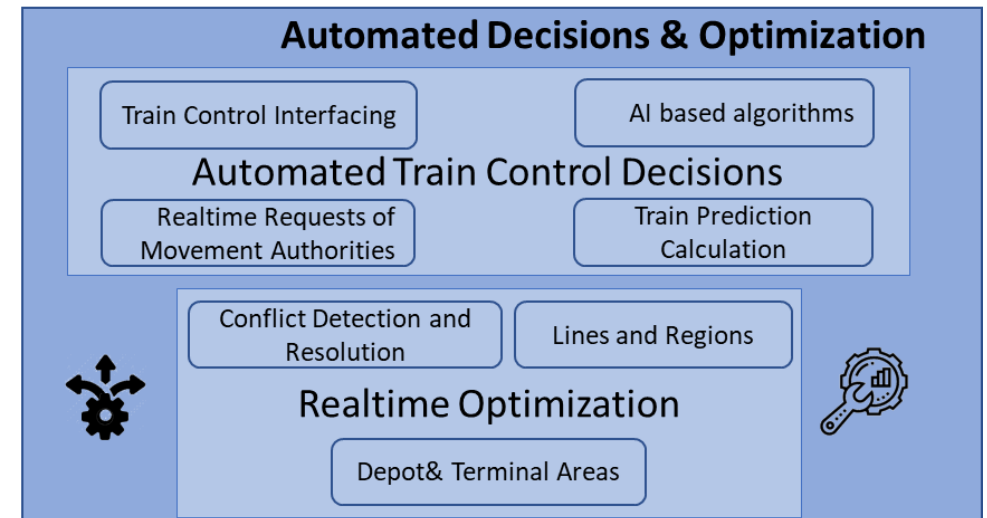 Automated Decisions & Optimization
Train Control Interfacing
AI based algorithms
Automated Train Control Decisions
Realtime Requests of
Movement Authorities
Train Prediction
Calculation
Conflict Detection and
Resolution
Lines and Regions
Realtime Optimization
Depot& Terminal Areas